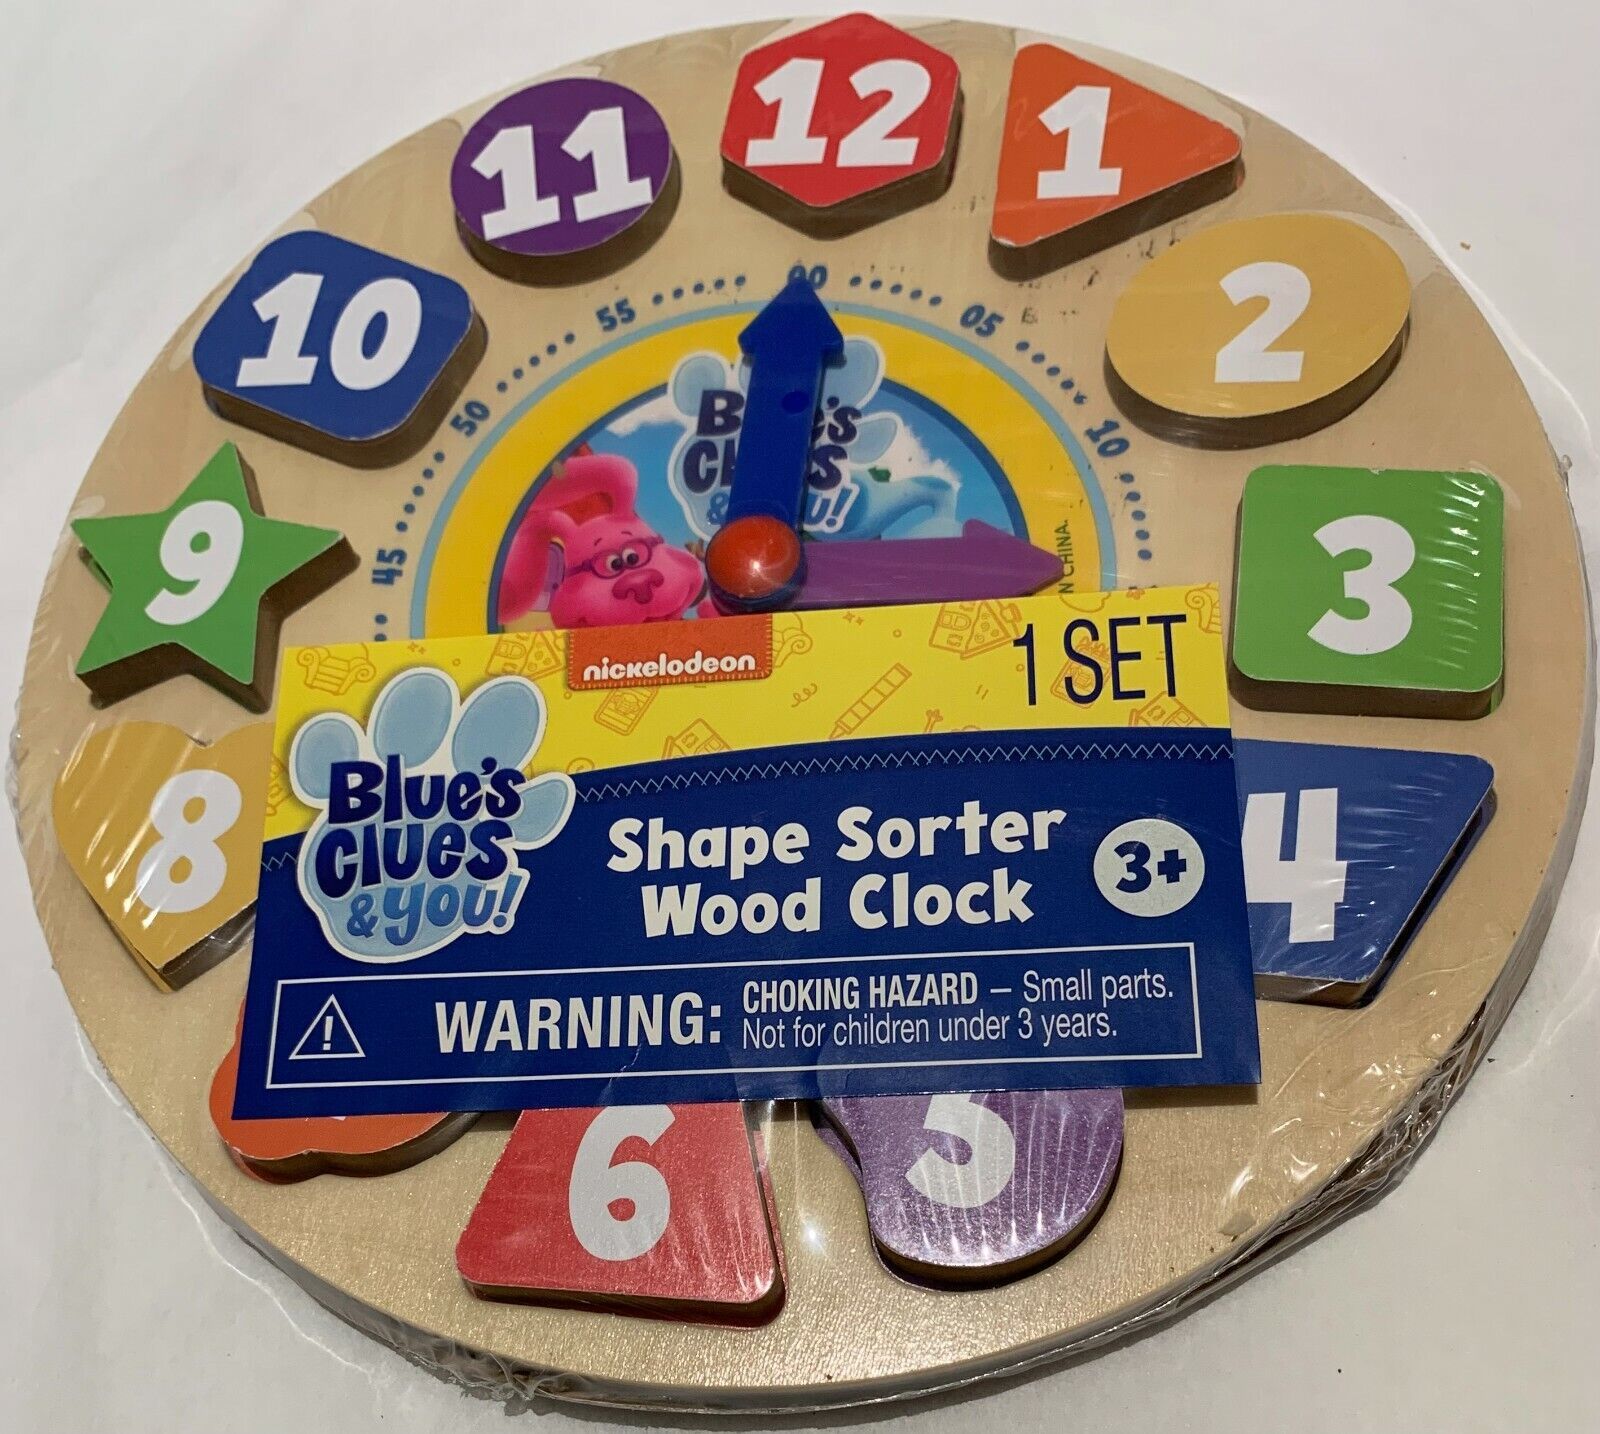 12
11
1
10
2
00
55
05
50
10
45
Blue's
Clues
9
3
N CHINA.
nickelodeon
1 SET
8
Blue's
Clues
& you!
Shape Sorter
Wood Clock
3+
4
WARNING: CHOKING HAZARD – Small parts.
Not for children under 3 years.
6
5